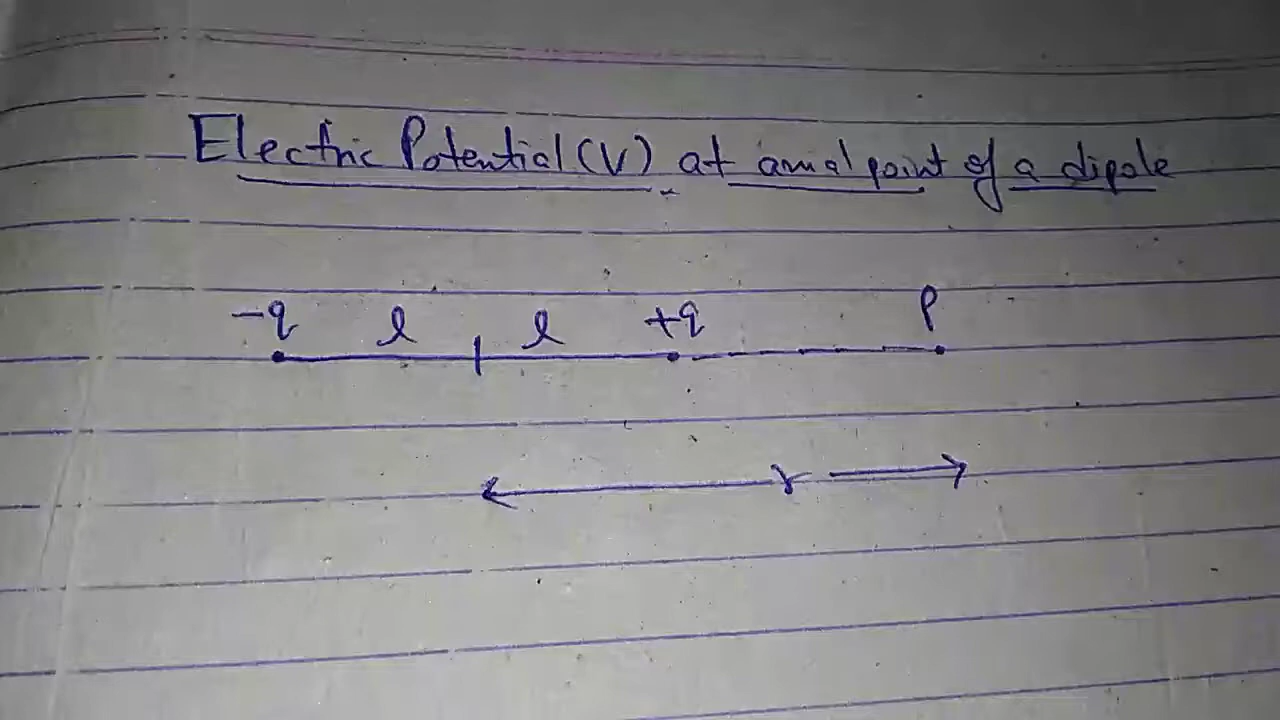 Electric Potential (V) at axial point of a dipole
-q l l +q P
r